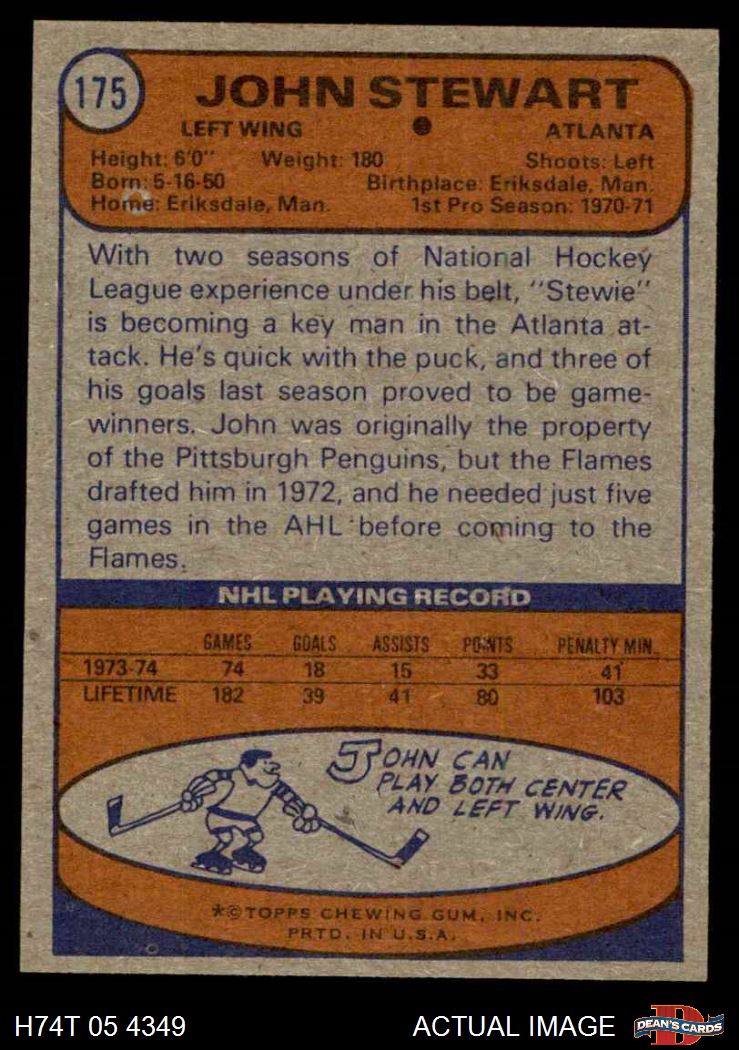 175
JOHN STEWART
LEFT WING ATLANTA
Height: 6'0" Weight: 180 Shoots: Left
Born: 5-16-50 Birthplace: Eriksdale, Man.
Home: Eriksdale, Man. 1st Pro Season: 1970-71
With two seasons of National Hockey
League experience under his belt, "Stewie"
is becoming a key man in the Atlanta at-
tack. He's quick with the puck, and three of
his goals last season proved to be game-
winners. John was originally the property
of the Pittsburgh Penguins, but the Flames
drafted him in 1972, and he needed just five
games in the AHL before coming to the
Flames.
NHL PLAYING RECORD
GAMES GOALS ASSISTS POINTS PENALTY MIN.
1973-74 74 18 15 33 41
LIFETIME 182 39 41 80 103
JOHN CAN
PLAY BOTH CENTER
AND LEFT WING.
*© TOPPS CHEWING GUM, INC.
PRTD. IN U.S.A.
H74T 05 4349 ACTUAL IMAGE D DEAN'S CARDS